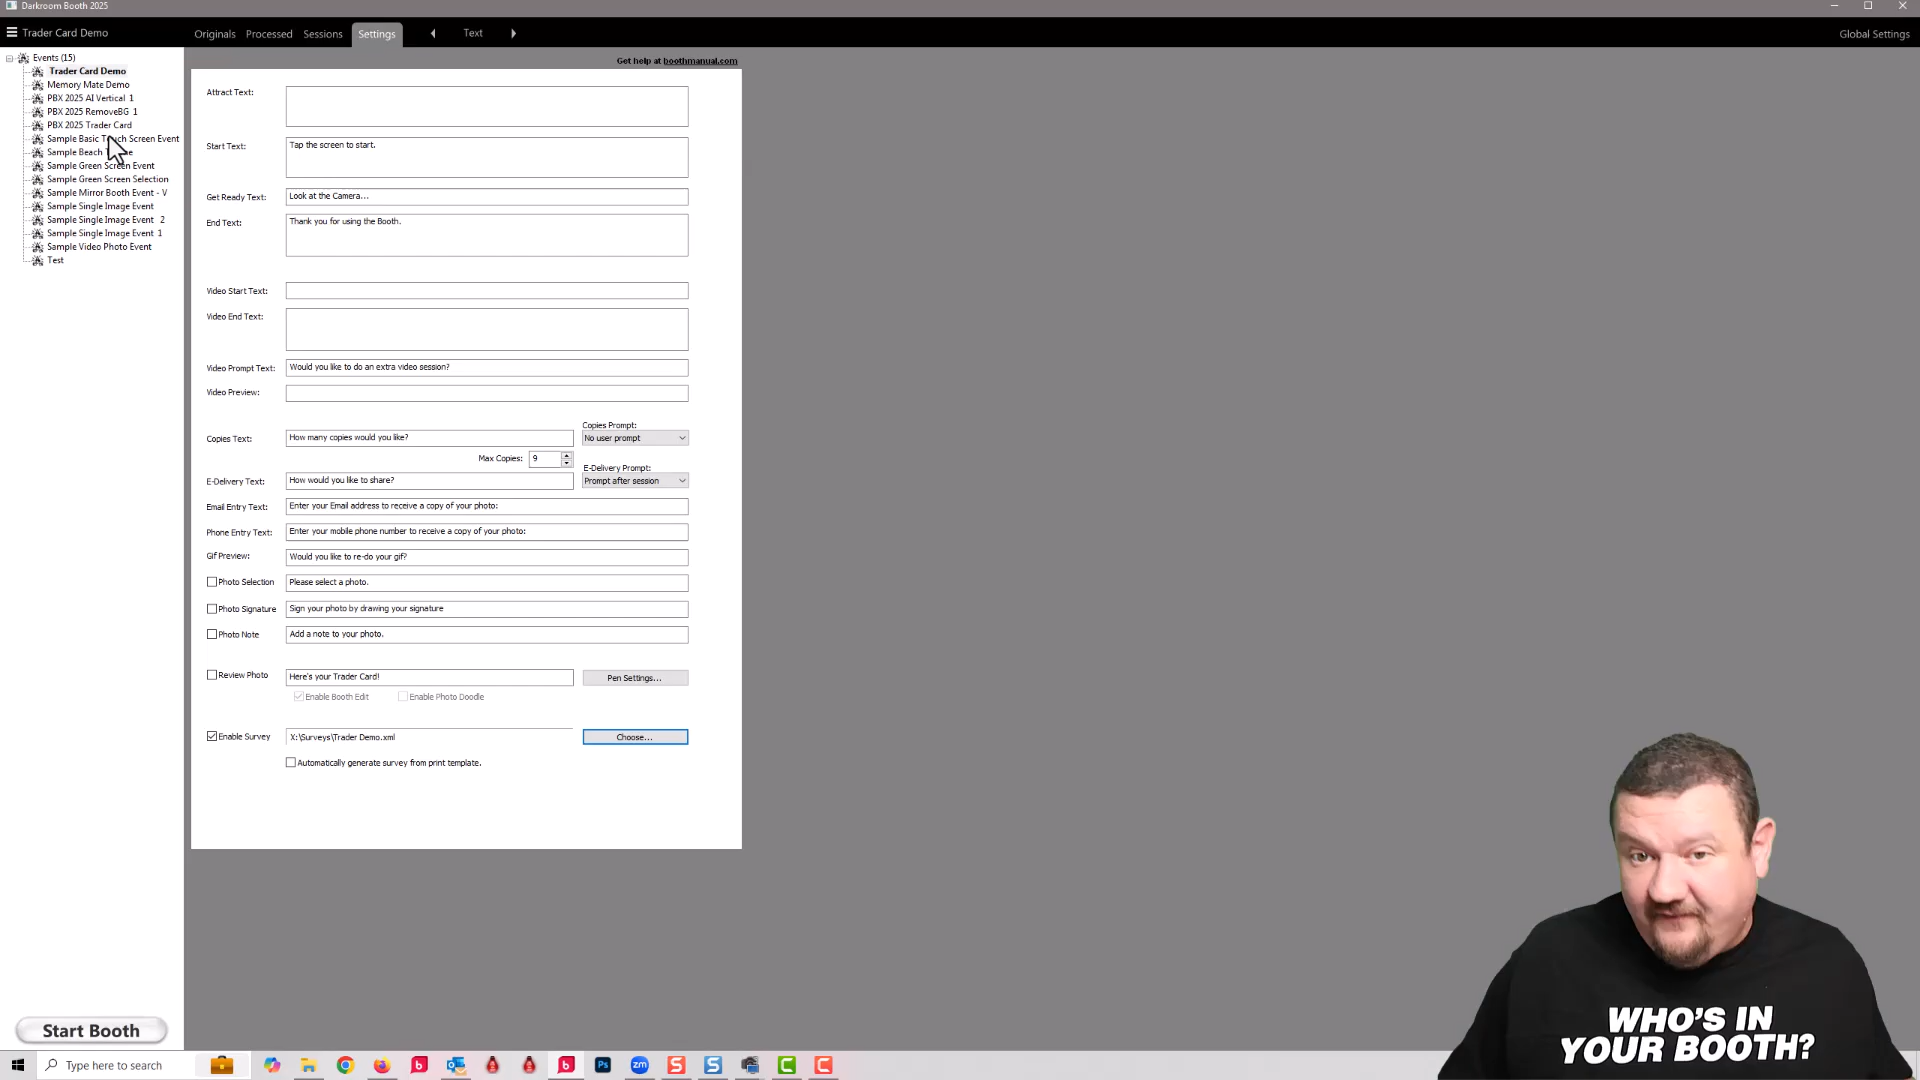 Darkroom Booth 2025
Trader Card Demo
Originals Processed Sessions Settings Text Global Settings
Get help at boothmanual.com
Events (15)
Trader Card Demo
Memory Mate Demo
PBX 2025 AI Vertical 1
PBX 2025 RemoveBG 1
PBX 2025 Trader Card
Sample Basic Touch Screen Event
Sample Beach
Sample Green Screen Event
Sample Green Screen Selection
Sample Mirror Booth Event - V
Sample Single Image Event
Sample Single Image Event 2
Sample Single Image Event 1
Sample Video Photo Event
Test
Attract Text:
Start Text: Tap the screen to start.
Get Ready Text: Look at the Camera...
End Text: Thank you for using the Booth.
Video Start Text:
Video End Text:
Video Prompt Text: Would you like to do an extra video session?
Video Preview:
Copies Prompt:
Copies Text: How many copies would you like? No user prompt
Max Copies: 9
E-Delivery Prompt:
E-Delivery Text: How would you like to share? Prompt after session
Email Entry Text: Enter your Email address to receive a copy of your photo:
Phone Entry Text: Enter your mobile phone number to receive a copy of your photo:
Gif Preview: Would you like to re-do your gif?
Photo Selection Please select a photo.
Photo Signature Sign your photo by drawing your signature
Photo Note Add a note to your photo.
Review Photo Here's your Trader Card! Pen Settings...
Enable Booth Edit Enable Photo Doodle
Enable Survey X:\Surveys\Trader Demo.xml Choose...
Automatically generate survey from print template.
Start Booth
Type here to search
WHO'S IN
YOUR BOOTH?